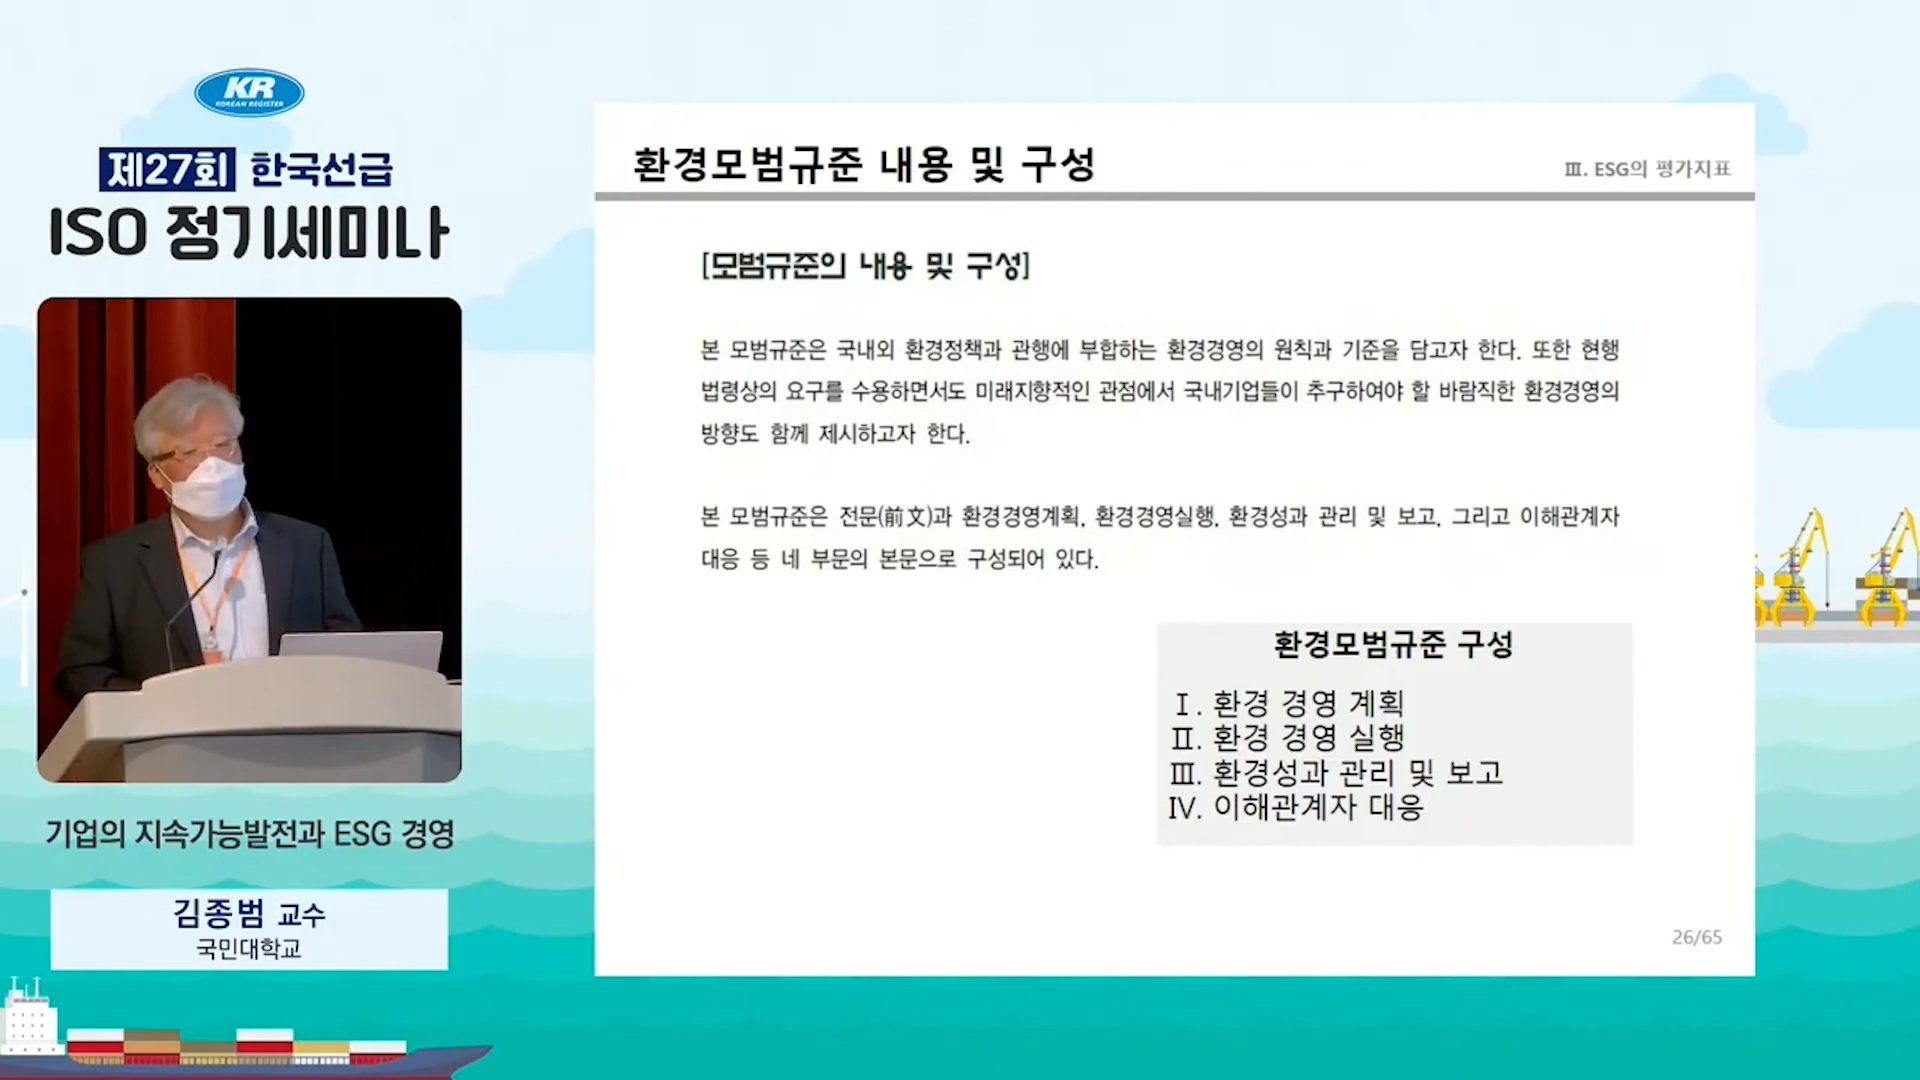 KR
KOREAN REGISTER
제27회 한국선급
ISO 정기세미나
기업의 지속가능발전과 ESG 경영
김종범 교수
국민대학교
환경모범규준 내용 및 구성
Ⅲ. ESG의 평가지표
[모범규준의 내용 및 구성]
본 모범규준은 국내외 환경정책과 관행에 부합하는 환경경영의 원칙과 기준을 담고자 한다. 또한 현행
법령상의 요구를 수용하면서도 미래지향적인 관점에서 국내기업들이 추구하여야 할 바람직한 환경경영의
방향도 함께 제시하고자 한다.
본 모범규준은 전문(前文)과 환경경영계획, 환경경영실행, 환경성과 관리 및 보고, 그리고 이해관계자
대응 등 네 부문의 본문으로 구성되어 있다.
환경모범규준 구성
Ⅰ. 환경 경영 계획
Ⅱ. 환경 경영 실행
Ⅲ. 환경성과 관리 및 보고
Ⅳ. 이해관계자 대응
26/65